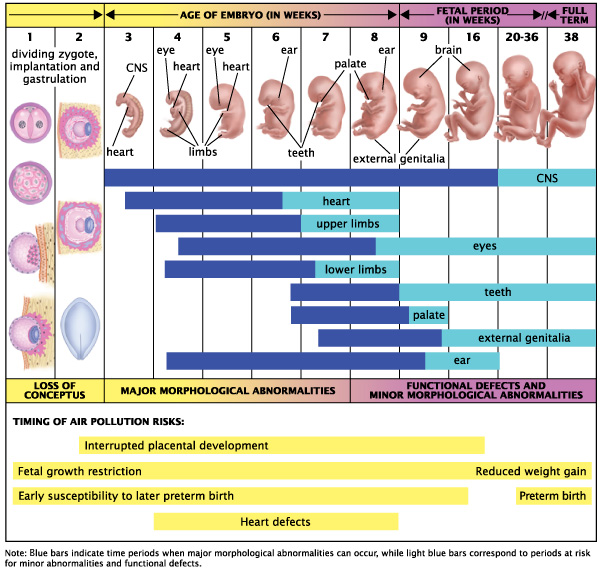 AGE OF EMBRYO (IN WEEKS)
FETAL PERIOD (IN WEEKS)
FULL TERM
1 2 3 4 5 6 7 8 9 16 20-36 38
dividing zygote,
implantation and
gastrulation
CNS
heart
eye
heart
limbs
eye
heart
ear
teeth
palate
ear
external genitalia
brain
CNS
heart
upper limbs
eyes
lower limbs
teeth
palate
external genitalia
ear
LOSS OF
CONCEPTUS
MAJOR MORPHOLOGICAL ABNORMALITIES
FUNCTIONAL DEFECTS AND
MINOR MORPHOLOGICAL ABNORMALITIES
TIMING OF AIR POLLUTION RISKS:
Interrupted placental development
Fetal growth restriction Reduced weight gain
Early susceptibility to later preterm birth Preterm birth
Heart defects
Note: Blue bars indicate time periods when major morphological abnormalities can occur, while light blue bars correspond to periods at risk
for minor abnormalities and functional defects.